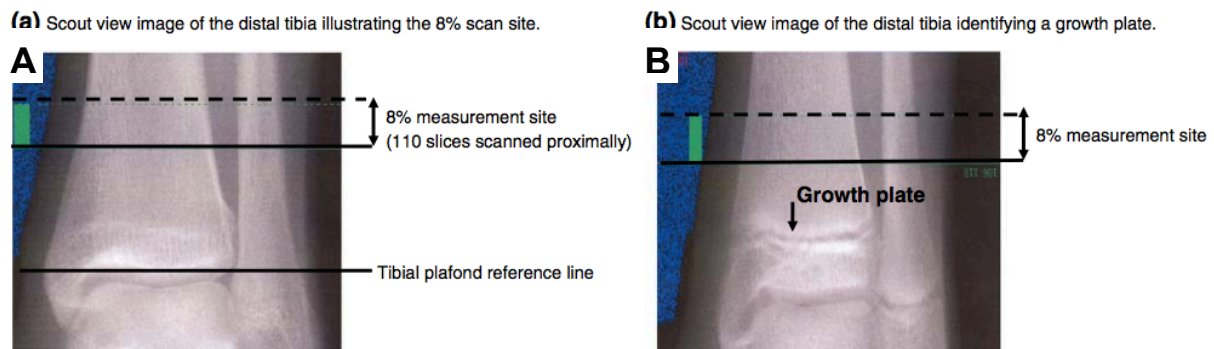 (a) Scout view image of the distal tibia illustrating the 8% scan site.
A
8% measurement site
(110 slices scanned proximally)
Tibial plafond reference line
(b) Scout view image of the distal tibia identifying a growth plate.
B
8% measurement site
Growth plate